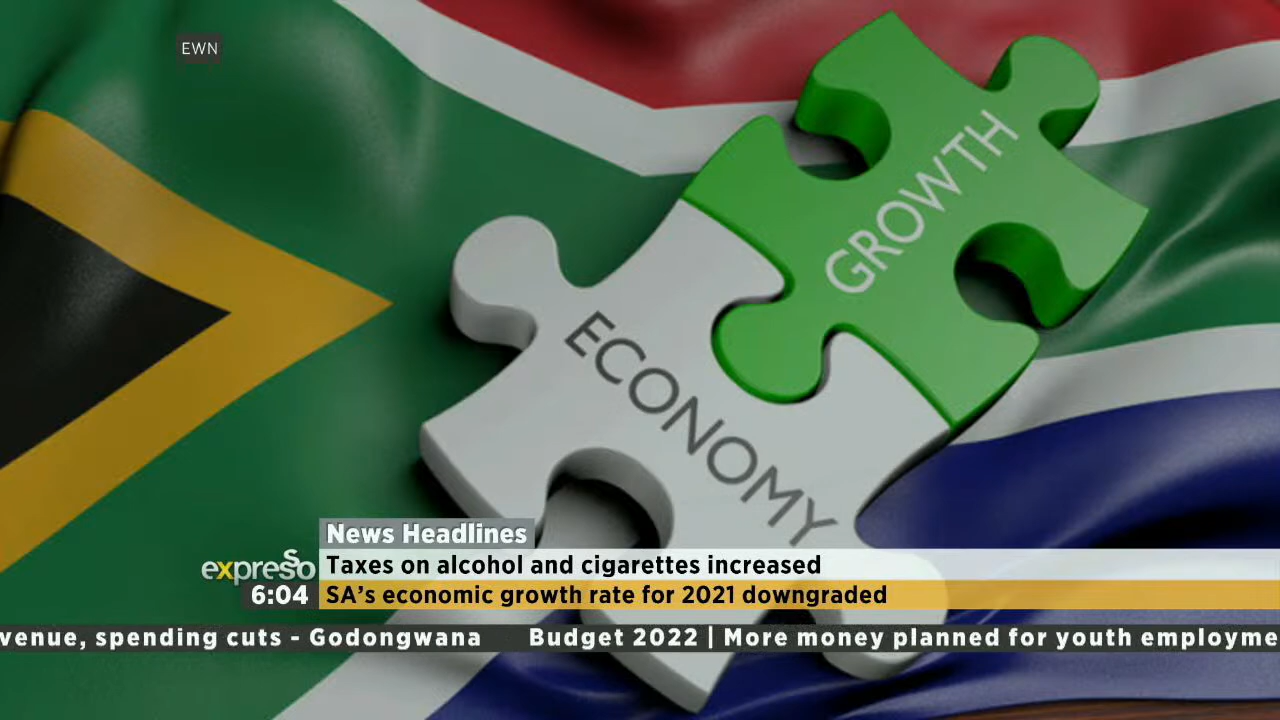 EWN
GROWTH
ECONOMY
News Headlines
expresso
Taxes on alcohol and cigarettes increased
6:04
SA's economic growth rate for 2021 downgraded
venue, spending cuts - Godongwana Budget 2022 | More money planned for youth employme